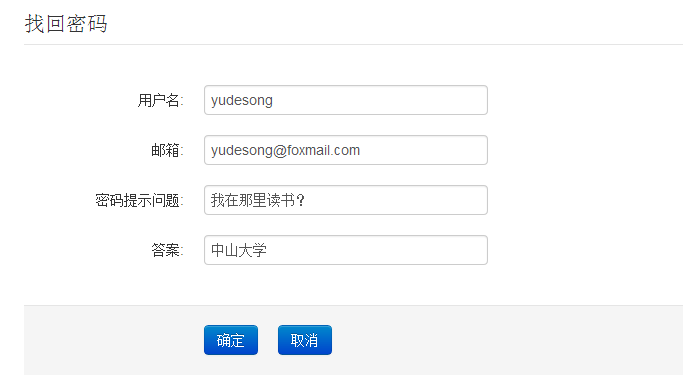 找回密码
用户名: yudesong
邮箱: yudesong@foxmail.com
密码提示问题: 我在那里读书?
答案: 中山大学
确定 取消